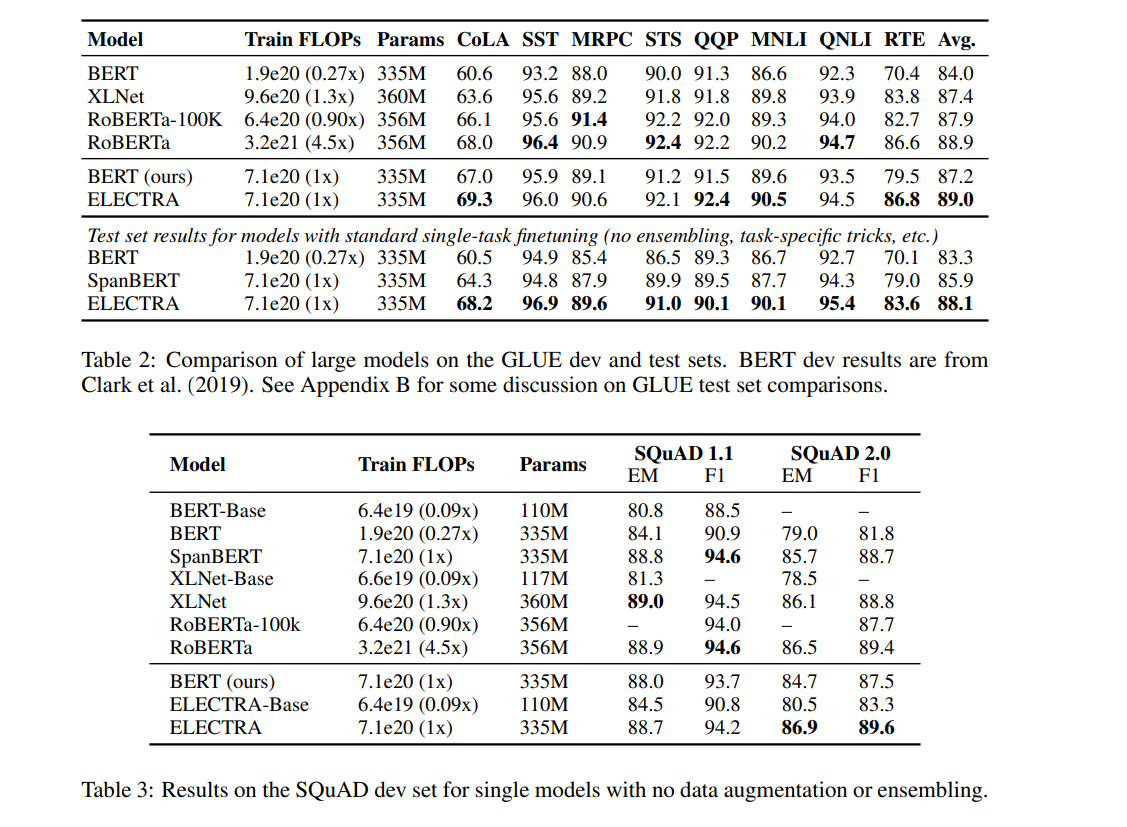 Model Train FLOPs Params CoLA SST MRPC STS QQP MNLI QNLI RTE Avg.
BERT 1.9e20 (0.27x) 335M 60.6 93.2 88.0 90.0 91.3 86.6 92.3 70.4 84.0
XLNet 9.6e20 (1.3x) 360M 63.6 95.6 89.2 91.8 91.8 89.8 93.9 83.8 87.4
RoBERTa-100K 6.4e20 (0.90x) 356M 66.1 95.6 91.4 92.2 92.0 89.3 94.0 82.7 87.9
RoBERTa 3.2e21 (4.5x) 356M 68.0 96.4 90.9 92.4 92.2 90.2 94.7 86.6 88.9
BERT (ours) 7.1e20 (1x) 335M 67.0 95.9 89.1 91.2 91.5 89.6 93.5 79.5 87.2
ELECTRA 7.1e20 (1x) 335M 69.3 96.0 90.6 92.1 92.4 90.5 94.5 86.8 89.0
Test set results for models with standard single-task finetuning (no ensembling, task-specific tricks, etc.)
BERT 1.9e20 (0.27x) 335M 60.5 94.9 85.4 86.5 89.3 86.7 92.7 70.1 83.3
SpanBERT 7.1e20 (1x) 335M 64.3 94.8 87.9 89.9 89.5 87.7 94.3 79.0 85.9
ELECTRA 7.1e20 (1x) 335M 68.2 96.9 89.6 91.0 90.1 90.1 95.4 83.6 88.1
Table 2: Comparison of large models on the GLUE dev and test sets. BERT dev results are from
Clark et al. (2019). See Appendix B for some discussion on GLUE test set comparisons.
Model Train FLOPs Params SQuAD 1.1 SQuAD 2.0
EM F1 EM F1
BERT-Base 6.4e19 (0.09x) 110M 80.8 88.5 – –
BERT 1.9e20 (0.27x) 335M 84.1 90.9 79.0 81.8
SpanBERT 7.1e20 (1x) 335M 88.8 94.6 85.7 88.7
XLNet-Base 6.6e19 (0.09x) 117M 81.3 – 78.5 –
XLNet 9.6e20 (1.3x) 360M 89.0 94.5 86.1 88.8
RoBERTa-100k 6.4e20 (0.90x) 356M – 94.0 – 87.7
RoBERTa 3.2e21 (4.5x) 356M 88.9 94.6 86.5 89.4
BERT (ours) 7.1e20 (1x) 335M 88.0 93.7 84.7 87.5
ELECTRA-Base 6.4e19 (0.09x) 110M 84.5 90.8 80.5 83.3
ELECTRA 7.1e20 (1x) 335M 88.7 94.2 86.9 89.6
Table 3: Results on the SQuAD dev set for single models with no data augmentation or ensembling.